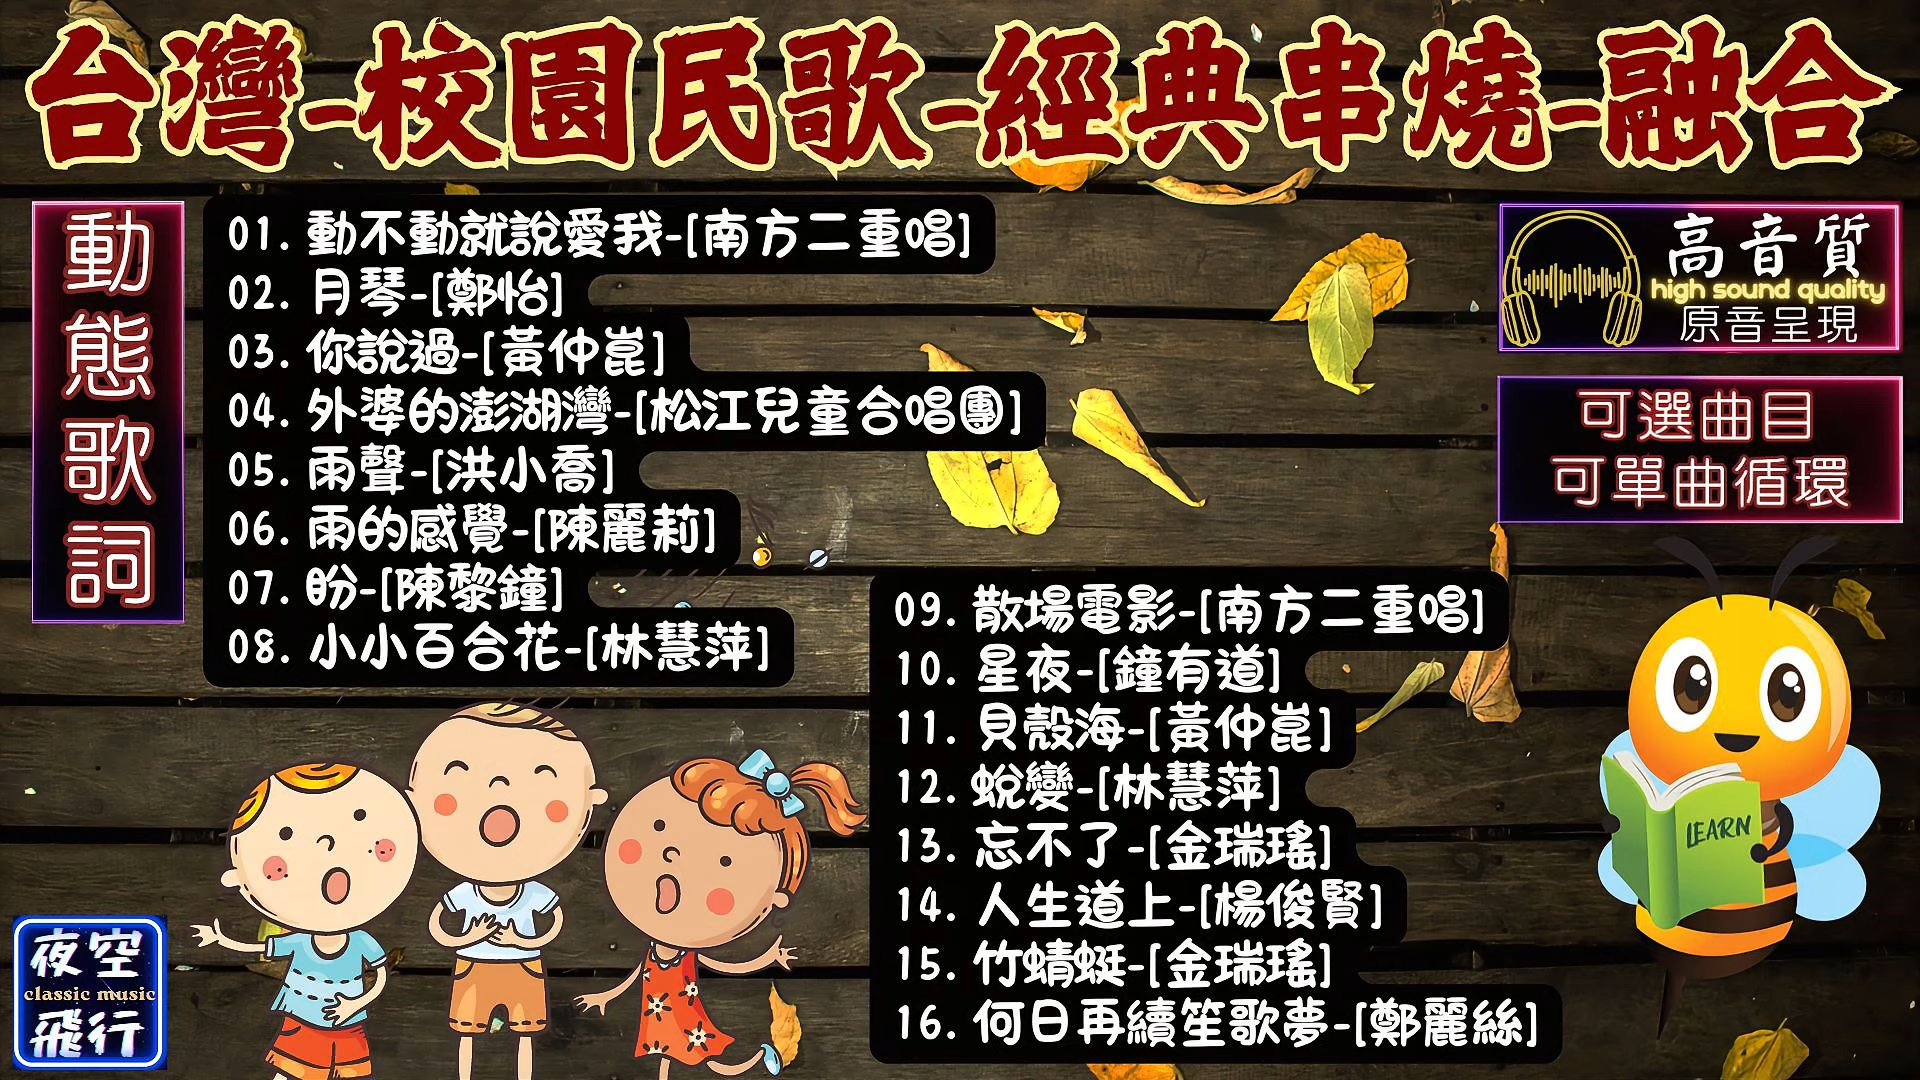 台灣-校園民歌-經典串燒-融合
動態歌詞
01. 動不動就說愛我-[南方二重唱]
02. 月琴-[鄭怡]
03. 你說過-[黃仲崑]
04. 外婆的澎湖灣-[松江兒童合唱團]
05. 雨聲-[洪小喬]
06. 雨的感覺-[陳麗莉]
07. 盼-[陳黎鐘]
08. 小小百合花-[林慧萍]
高音質
high sound quality
原音呈現
可選曲目
可單曲循環
09. 散場電影-[南方二重唱]
10. 星夜-[鐘有道]
11. 貝殼海-[黃仲崑]
12. 蛻變-[林慧萍]
13. 忘不了-[金瑞瑤]
14. 人生道上-[楊俊賢]
15. 竹蜻蜓-[金瑞瑤]
16. 何日再續笙歌夢-[鄭麗絲]
LEARN
夜空
classic music
飛行